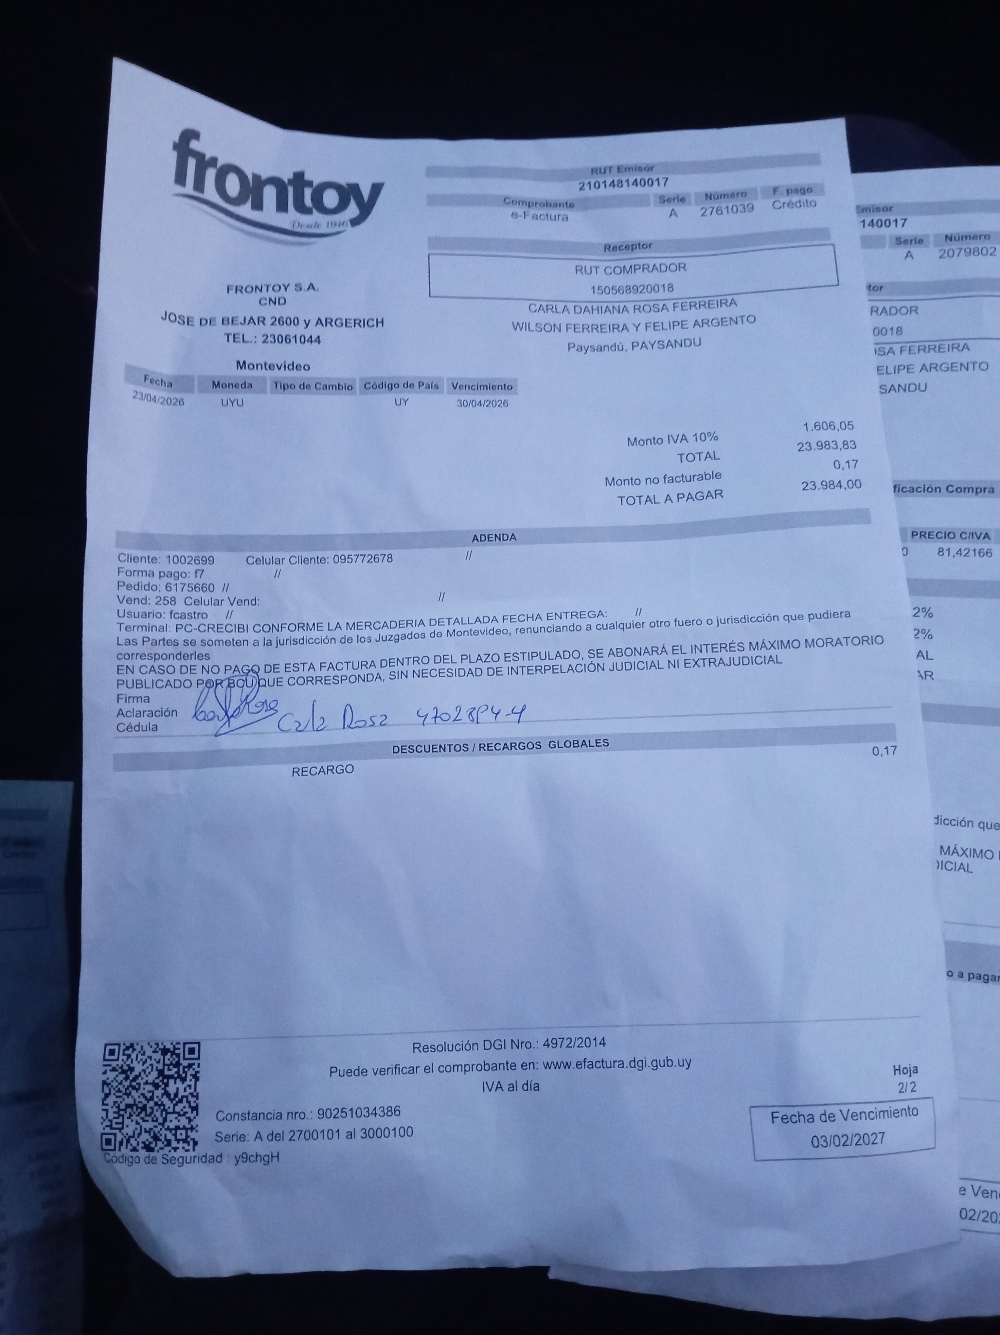 frontoy
Desde 1946
RUT Emisor
210148140017
Comprobante Serie Número F. pago
e-Factura A 2761039 Crédito
Receptor
RUT COMPRADOR
150568920018
CARLA DAHIANA ROSA FERREIRA
WILSON FERREIRA Y FELIPE ARGENTO
Paysandú, PAYSANDU
FRONTOY S.A.
CND
JOSE DE BEJAR 2600 y ARGERICH
TEL.: 23061044
Montevideo
Fecha Moneda Tipo de Cambio Código de País Vencimiento
23/04/2026 UYU UY 30/04/2026
Monto IVA 10% 1.606,05
TOTAL 23.983,83
Monto no facturable 0,17
TOTAL A PAGAR 23.984,00
ADENDA
Cliente: 1002699 Celular Cliente: 095772678 //
Forma pago: f7 //
Pedido: 6175660 //
Vend: 258 Celular Vend: //
Usuario: fcastro //
Terminal: PC-CRECIBI CONFORME LA MERCADERIA DETALLADA FECHA ENTREGA: //
Las Partes se someten a la jurisdicción de los Juzgados de Montevideo, renunciando a cualquier otro fuero o jurisdicción que pudiera
corresponderles
EN CASO DE NO PAGO DE ESTA FACTURA DENTRO DEL PLAZO ESTIPULADO, SE ABONARÁ EL INTERÉS MÁXIMO MORATORIO
PUBLICADO POR BCU QUE CORRESPONDA, SIN NECESIDAD DE INTERPELACIÓN JUDICIAL NI EXTRAJUDICIAL
Firma
Aclaración Rosa
Cédula
DESCUENTOS / RECARGOS GLOBALES
RECARGO 0,17
Resolución DGI Nro.: 4972/2014
Puede verificar el comprobante en: www.efactura.dgi.gub.uy
IVA al día
Constancia nro.: 90251034386
Serie: A del 2700101 al 3000100
Código de Seguridad : y9chgH
Hoja
2/2
Fecha de Vencimiento
03/02/2027
misor
140017
Serie Número
A 2079802
tor
RADOR
0018
OSA FERREIRA
ELIPE ARGENTO
SANDU
ficación Compra
PRECIO C/IVA
0 81,42166
2%
2%
AL
AR
dicción que
MÁXIMO
ICIAL
o a pagar
e Ven
02/20